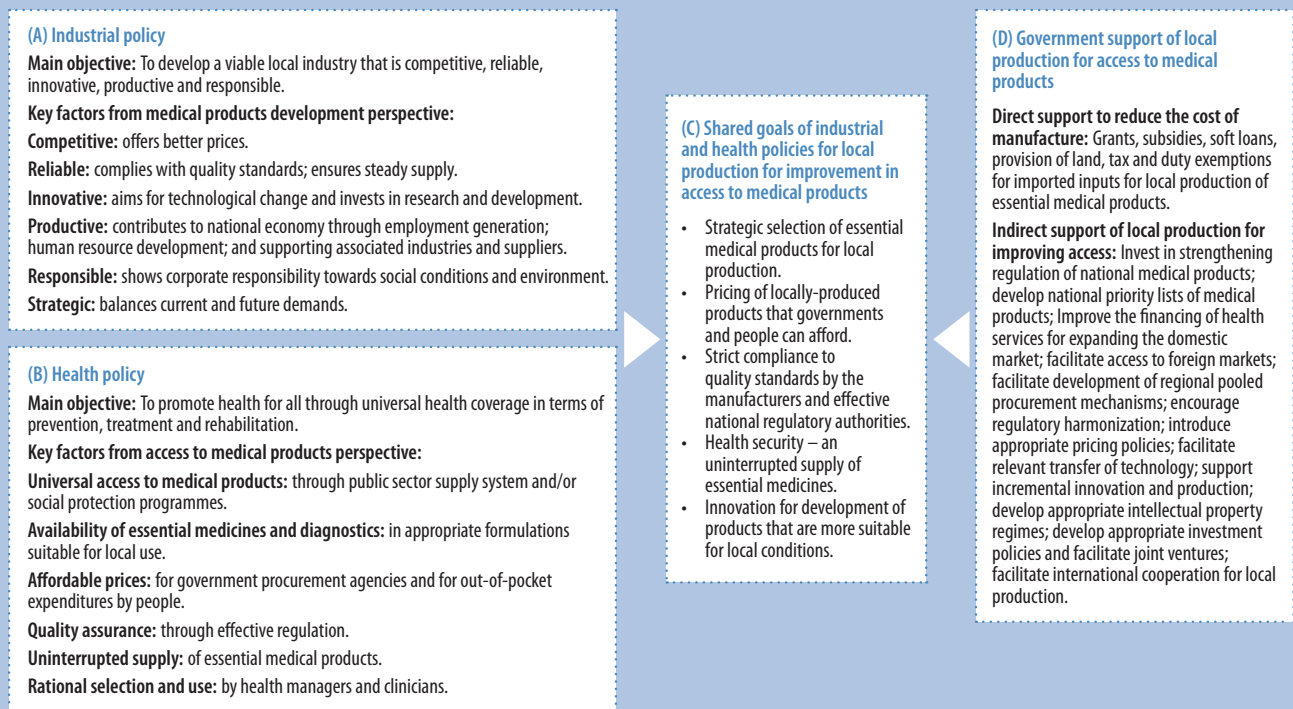 (A) Industrial policy
Main objective: To develop a viable local industry that is competitive, reliable,
innovative, productive and responsible.
Key factors from medical products development perspective:
Competitive: offers better prices.
Reliable: complies with quality standards; ensures steady supply.
Innovative: aims for technological change and invests in research and development.
Productive: contributes to national economy through employment generation;
human resource development; and supporting associated industries and suppliers.
Responsible: shows corporate responsibility towards social conditions and environment.
Strategic: balances current and future demands.
(B) Health policy
Main objective: To promote health for all through universal health coverage in terms of
prevention, treatment and rehabilitation.
Key factors from access to medical products perspective:
Universal access to medical products: through public sector supply system and/or
social protection programmes.
Availability of essential medicines and diagnostics: in appropriate formulations
suitable for local use.
Affordable prices: for government procurement agencies and for out-of-pocket
expenditures by people.
Quality assurance: through effective regulation.
Uninterrupted supply: of essential medical products.
Rational selection and use: by health managers and clinicians.
(C) Shared goals of industrial
and health policies for local
production for improvement in
access to medical products
• Strategic selection of essential
medical products for local
production.
• Pricing of locally-produced
products that governments
and people can afford.
• Strict compliance to
quality standards by the
manufacturers and effective
national regulatory authorities.
• Health security – an
uninterrupted supply of
essential medicines.
• Innovation for development of
products that are more suitable
for local conditions.
(D) Government support of local
production for access to medical
products
Direct support to reduce the cost of
manufacture: Grants, subsidies, soft loans,
provision of land, tax and duty exemptions
for imported inputs for local production of
essential medical products.
Indirect support of local production for
improving access: Invest in strengthening
regulation of national medical products;
develop national priority lists of medical
products; Improve the financing of health
services for expanding the domestic
market; facilitate access to foreign markets;
facilitate development of regional pooled
procurement mechanisms; encourage
regulatory harmonization; introduce
appropriate pricing policies; facilitate
relevant transfer of technology; support
incremental innovation and production;
develop appropriate intellectual property
regimes; develop appropriate investment
policies and facilitate joint ventures;
facilitate international cooperation for local
production.